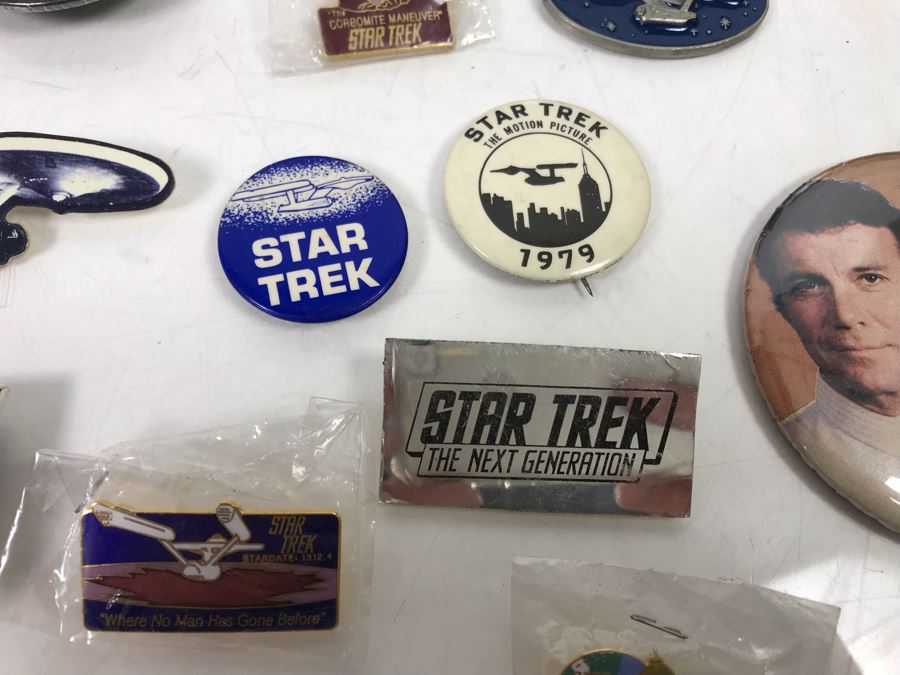 "THE
CORBOMITE MANEUVER"
STAR TREK
STAR TREK
THE MOTION PICTURE
1979
STAR
TREK
STAR TREK
THE NEXT GENERATION
STAR
TREK
STARDATE: 1312.4
"Where No Man Has Gone Before"